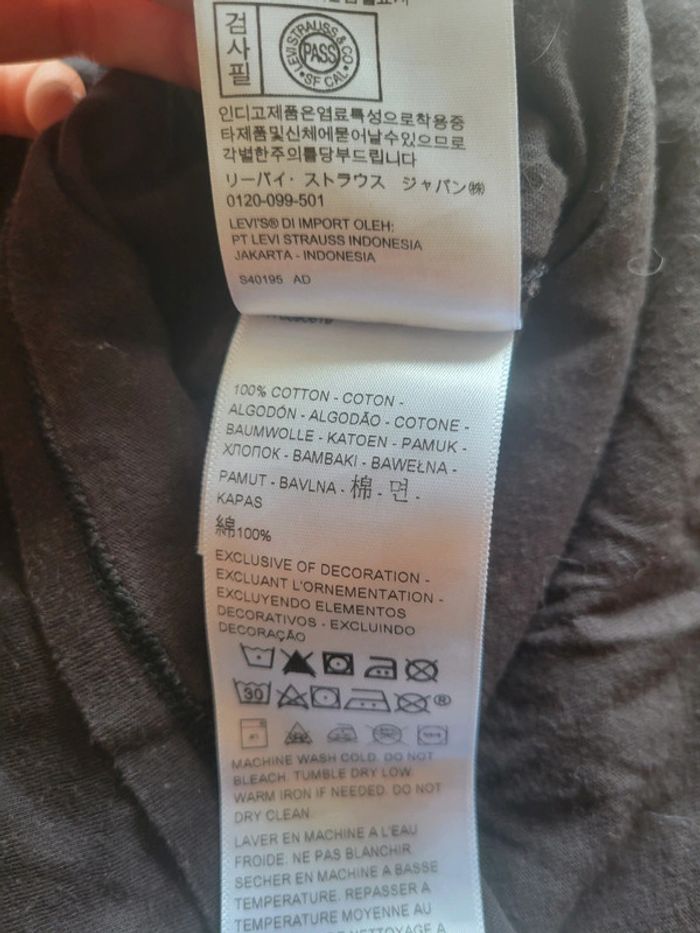 검사필
LEVI STRAUSS & CO
PASS
SF CAL
인디고제품은염료특성으로착용중
타제품및신체에묻어날수있으므로
각별한주의를당부드립니다
リーバイ・ストラウス ジャパン㈱
0120-099-501
LEVI'S® DI IMPORT OLEH:
PT LEVI STRAUSS INDONESIA
JAKARTA - INDONESIA
S40195 AD
100% COTTON - COTON -
ALGODÓN - ALGODÃO - COTONE -
BAUMWOLLE - KATOEN - PAMUK -
ХЛОПОК - BAMBAKI - BAWEŁNA -
PAMUT - BAVLNA - 棉 - 면 -
KAPAS
綿100%
EXCLUSIVE OF DECORATION -
EXCLUANT L'ORNEMENTATION -
EXCLUYENDO ELEMENTOS
DECORATIVOS - EXCLUINDO
DECORAÇÃO
30
®
MACHINE WASH COLD. DO NOT
BLEACH. TUMBLE DRY LOW.
WARM IRON IF NEEDED. DO NOT
DRY CLEAN.
LAVER EN MACHINE A L'EAU
FROIDE. NE PAS BLANCHIR.
SECHER EN MACHINE A BASSE
TEMPERATURE. REPASSER A
TEMPERATURE MOYENNE AU
NETTOYAGE A